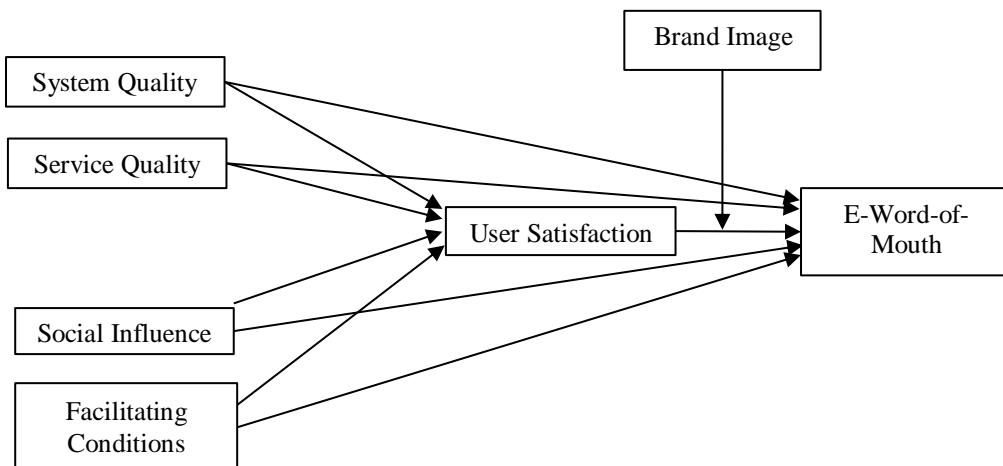 Brand Image
System Quality
Service Quality
User Satisfaction
E-Word-of-
Mouth
Social Influence
Facilitating
Conditions